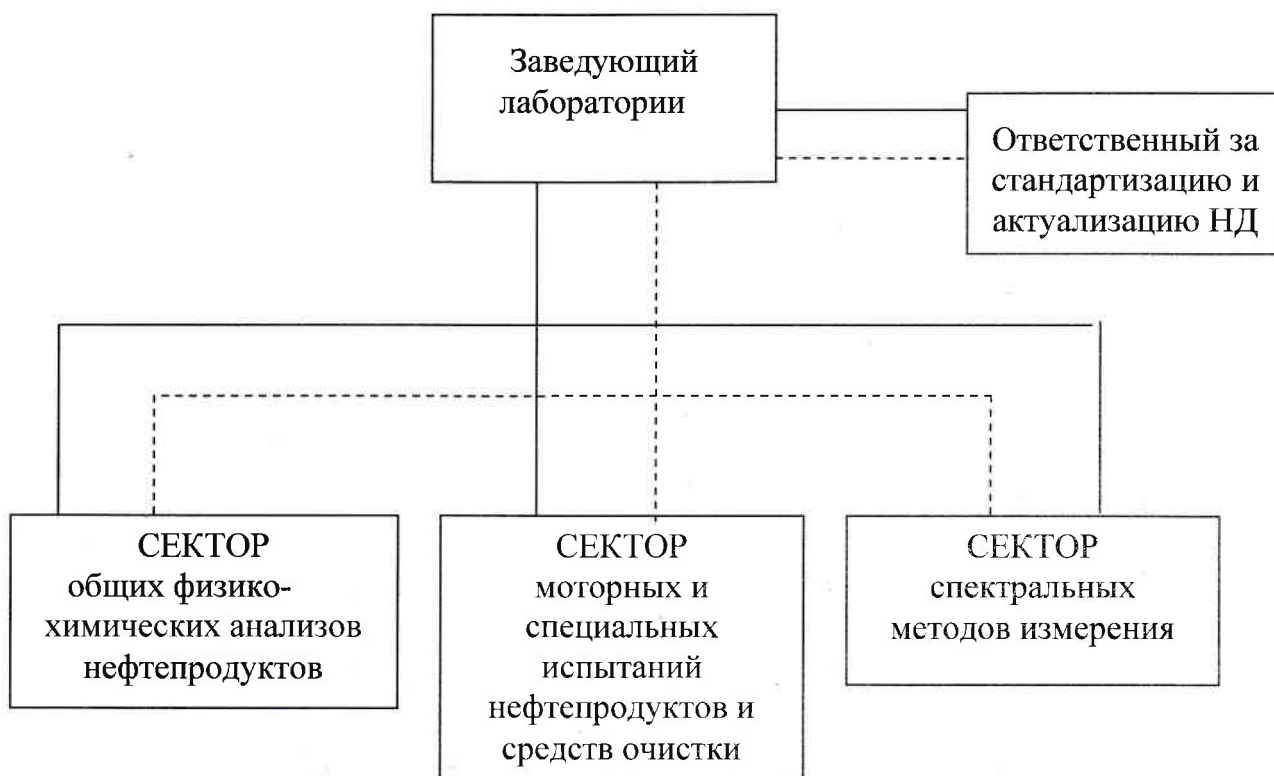 Заведующий
лаборатории
Ответственный за
стандартизацию и
актуализацию НД
СЕКТОР
общих физико-
химических анализов
нефтепродуктов
СЕКТОР
моторных и
специальных
испытаний
нефтепродуктов и
средств очистки
СЕКТОР
спектральных
методов измерения